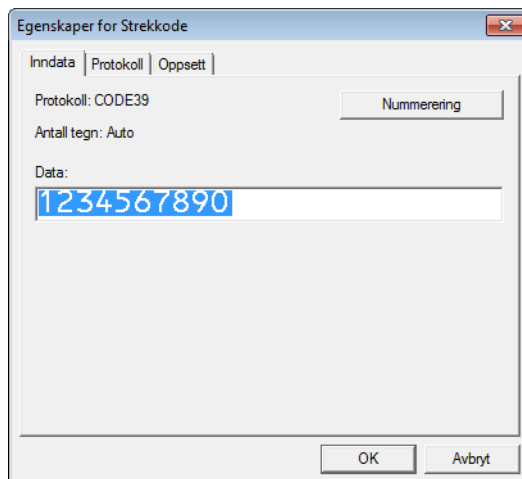 Egenskaper for Strekkode
Inndata Protokoll Oppsett
Protokoll: CODE39
Nummerering
Antall tegn: Auto
Data:
1234567890
OK Avbryt